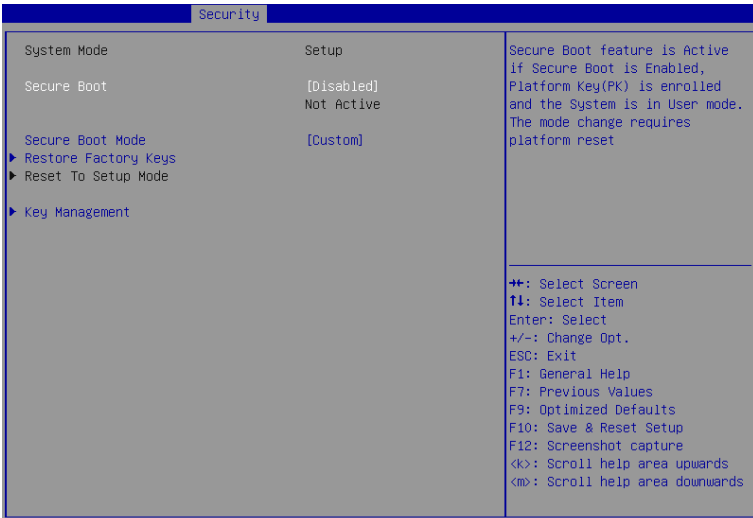 Security
System Mode Setup
Secure Boot [Disabled]
Not Active
Secure Boot Mode [Custom]
Restore Factory Keys
Reset To Setup Mode
Key Management
Secure Boot feature is Active
if Secure Boot is Enabled,
Platform Key(PK) is enrolled
and the System is in User mode.
The mode change requires
platform reset
→←: Select Screen
↑↓: Select Item
Enter: Select
+/-: Change Opt.
ESC: Exit
F1: General Help
F7: Previous Values
F9: Optimized Defaults
F10: Save & Reset Setup
F12: Screenshot capture
<k>: Scroll help area upwards
<m>: Scroll help area downwards